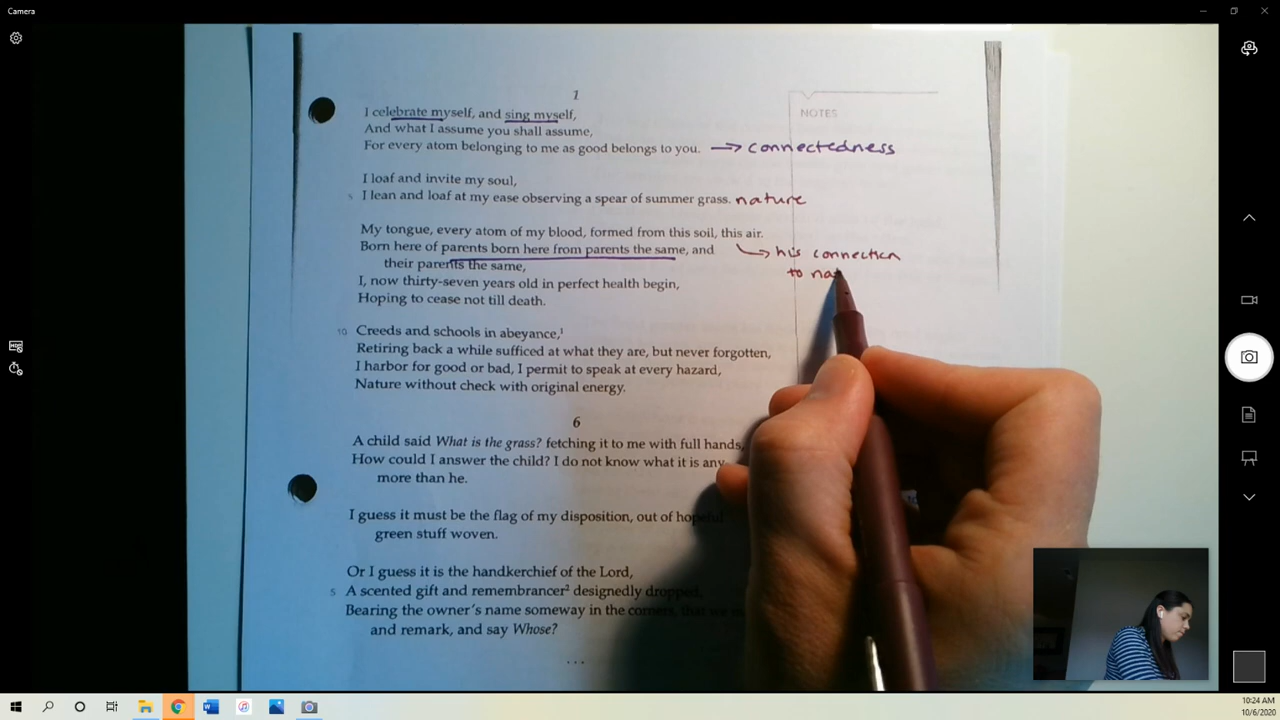 Camera
1
I celebrate myself, and sing myself,
And what I assume you shall assume,
For every atom belonging to me as good belongs to you. → connectedness
NOTES
I loaf and invite my soul,
5 I lean and loaf at my ease observing a spear of summer grass. nature
My tongue, every atom of my blood, formed from this soil, this air.
Born here of parents born here from parents the same, and
their parents the same,
→ his connection
to na
I, now thirty-seven years old in perfect health begin,
Hoping to cease not till death.
10 Creeds and schools in abeyance,¹
Retiring back a while sufficed at what they are, but never forgotten,
I harbor for good or bad, I permit to speak at every hazard,
Nature without check with original energy.
6
A child said What is the grass? fetching it to me with full hands,
How could I answer the child? I do not know what it is any
more than he.
I guess it must be the flag of my disposition, out of hopeful
green stuff woven.
Or I guess it is the handkerchief of the Lord,
5 A scented gift and remembrancer² designedly dropped,
Bearing the owner's name someway in the corners, that we
and remark, and say Whose?
...
10:24 AM
10/6/2020